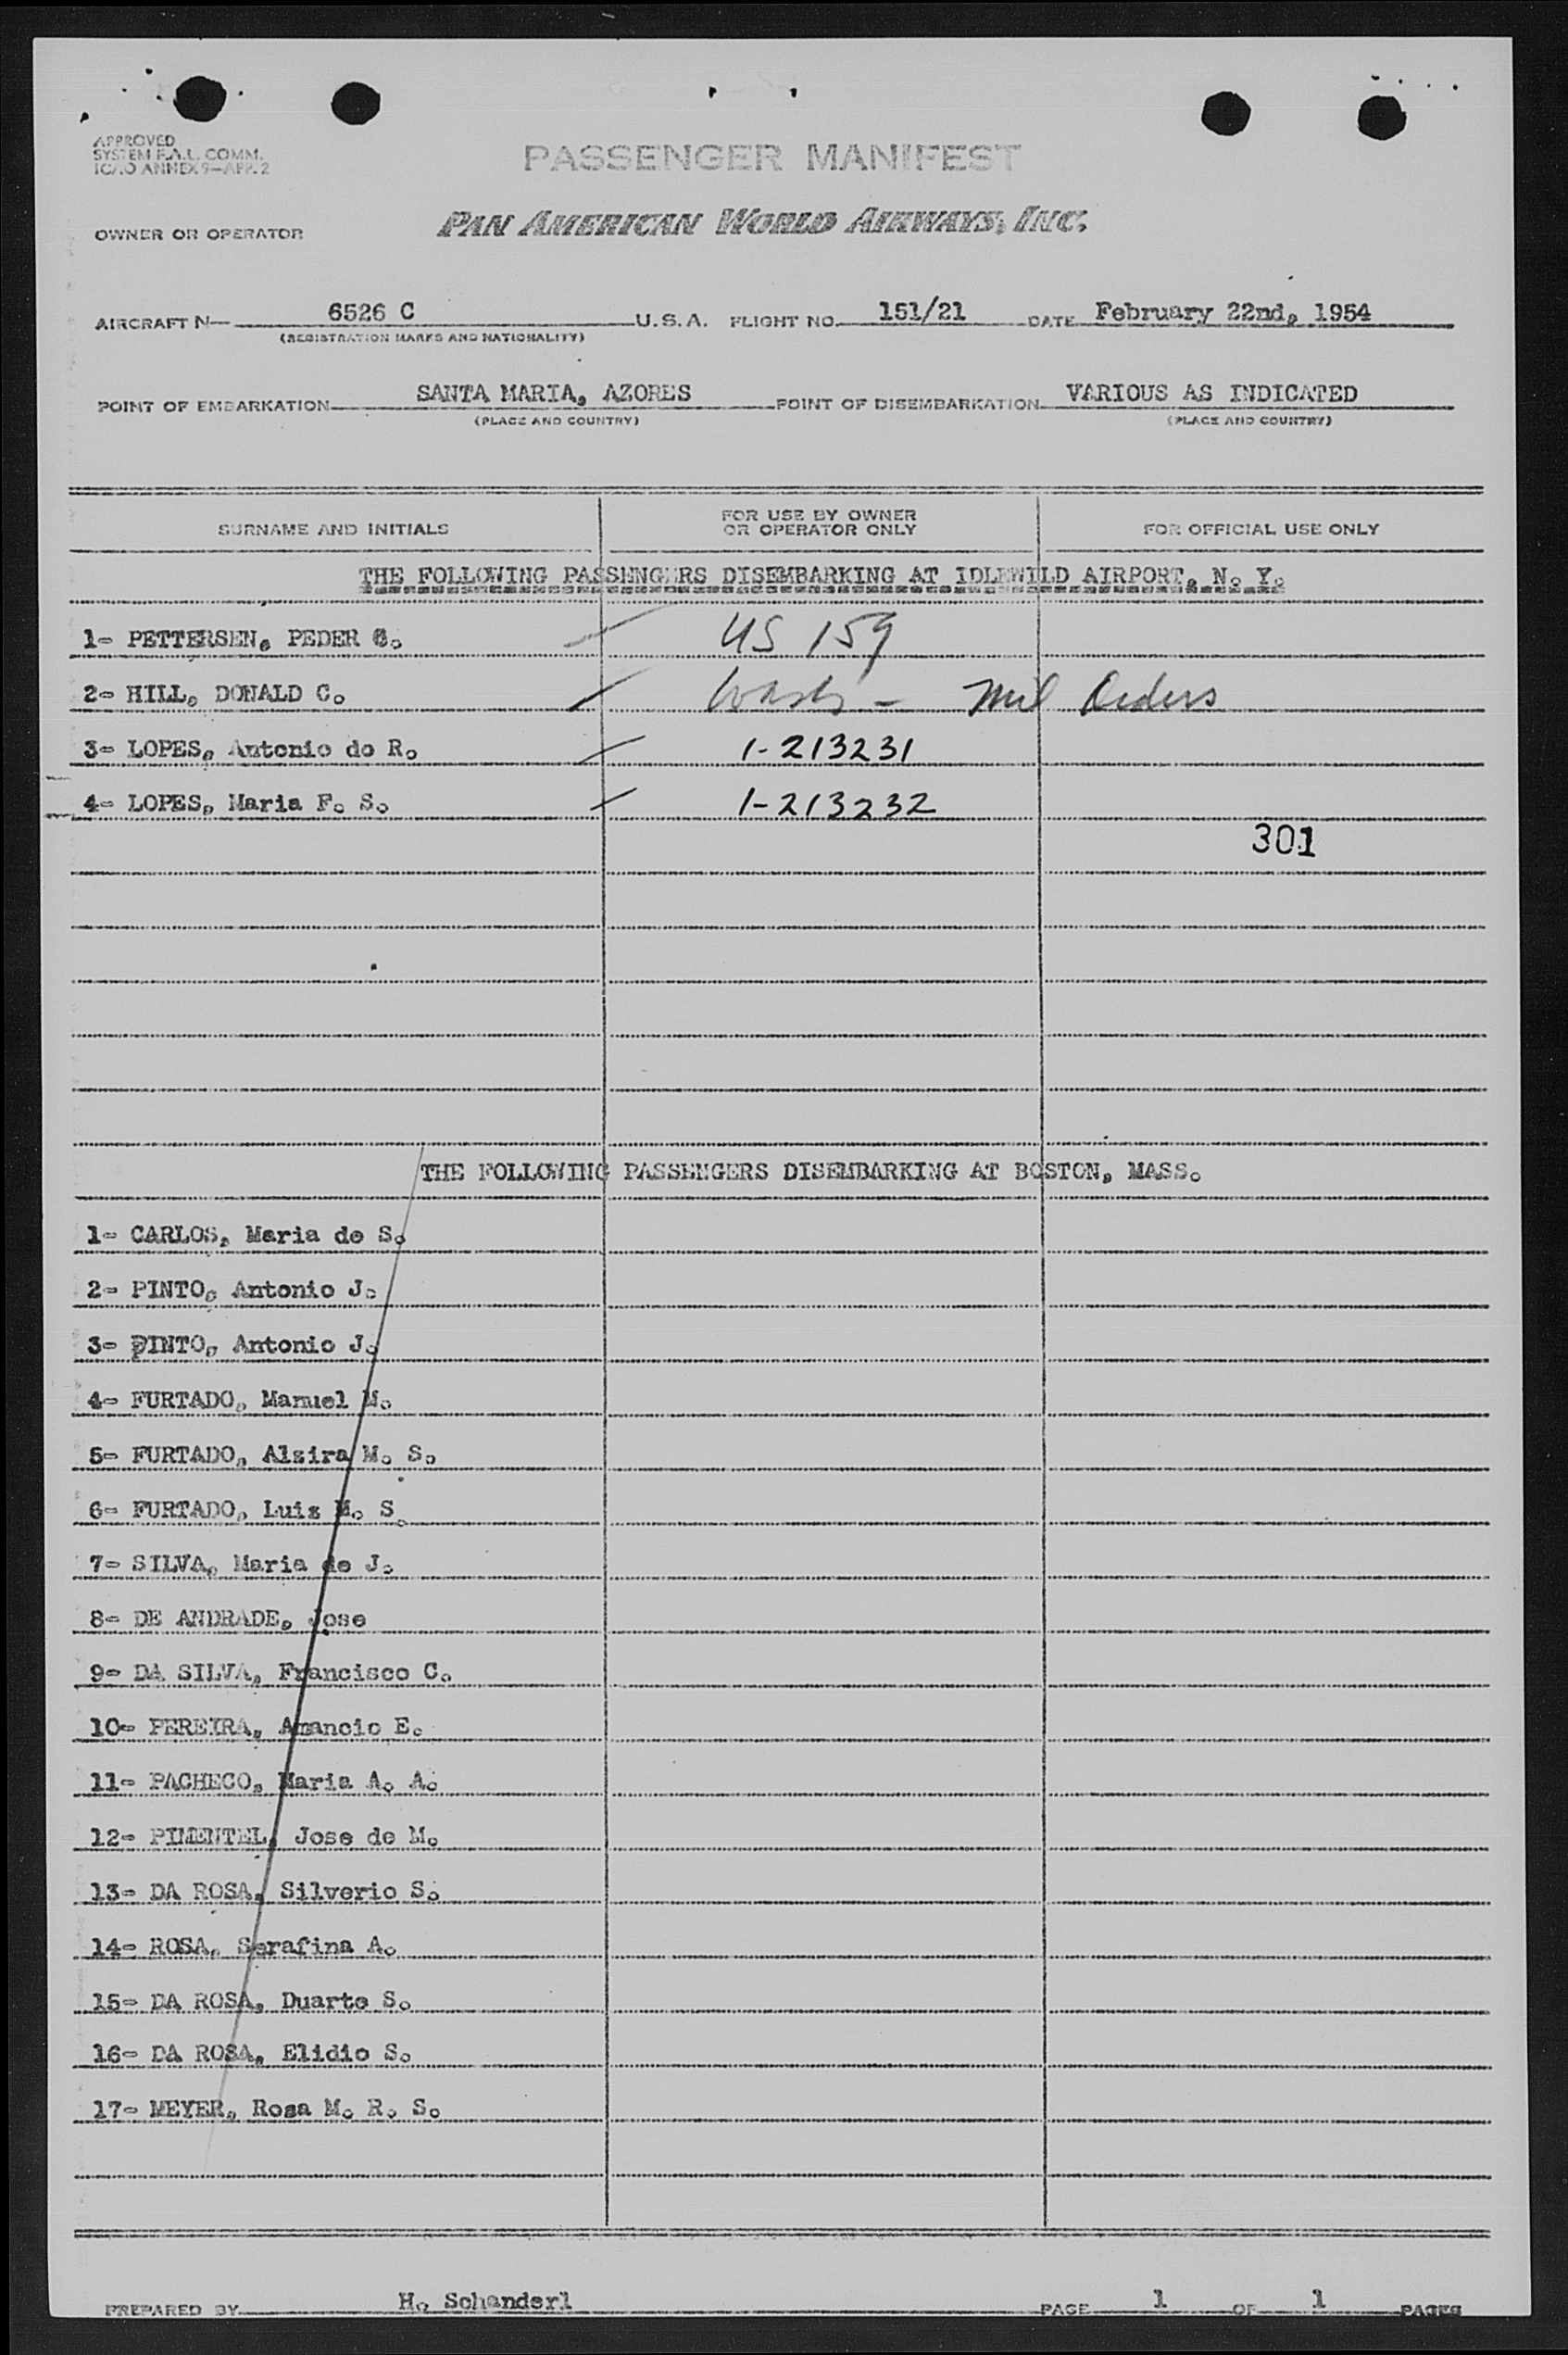 APPROVED
SYSTEM F.A.L. COMM.
ICAO ANNEX 9-APP. 2
PASSENGER MANIFEST
OWNER OR OPERATOR PAN AMERICAN WORLD AIRWAYS, INC.
AIRCRAFT N— 6526 C U.S.A. FLIGHT NO. 151/21 DATE February 22nd, 1954
(REGISTRATION MARKS AND NATIONALITY)
POINT OF EMBARKATION SANTA MARIA, AZORES POINT OF DISEMBARKATION VARIOUS AS INDICATED
(PLACE AND COUNTRY) (PLACE AND COUNTRY)
SURNAME AND INITIALS FOR USE BY OWNER OR OPERATOR ONLY FOR OFFICIAL USE ONLY
THE FOLLOWING PASSENGERS DISEMBARKING AT IDLEWILD AIRPORT, N. Y.
1- PETTERSEN, PEDER US 159
2- HILL, DONALD C. Wash - Mil Orders
3- LOPES, Antonio do R. 1-213231
4- LOPES, Maria F. S. 1-213232
301
THE FOLLOWING PASSENGERS DISEMBARKING AT BOSTON, MASS.
1- CARLOS, Maria de S.
2- PINTO, Antonio J.
3- PINTO, Antonio J.
4- FURTADO, Manuel M.
5- FURTADO, Alzira M. S.
6- FURTADO, Luiz M. S.
7- SILVA, Maria de J.
8- DE ANDRADE, Jose
9- DA SILVA, Francisco C.
10- PEREIRA, Amancio E.
11- PACHECO, Maria A. A.
12- PIMENTEL, Jose de M.
13- DA ROSA, Silverio S.
14- ROSA, Serafina A.
15- DA ROSA, Duarte S.
16- DA ROSA, Elidio S.
17- MEYER, Rosa M. R. S.
PREPARED BY H. Schanderl PAGE 1 OF 1 PAGES